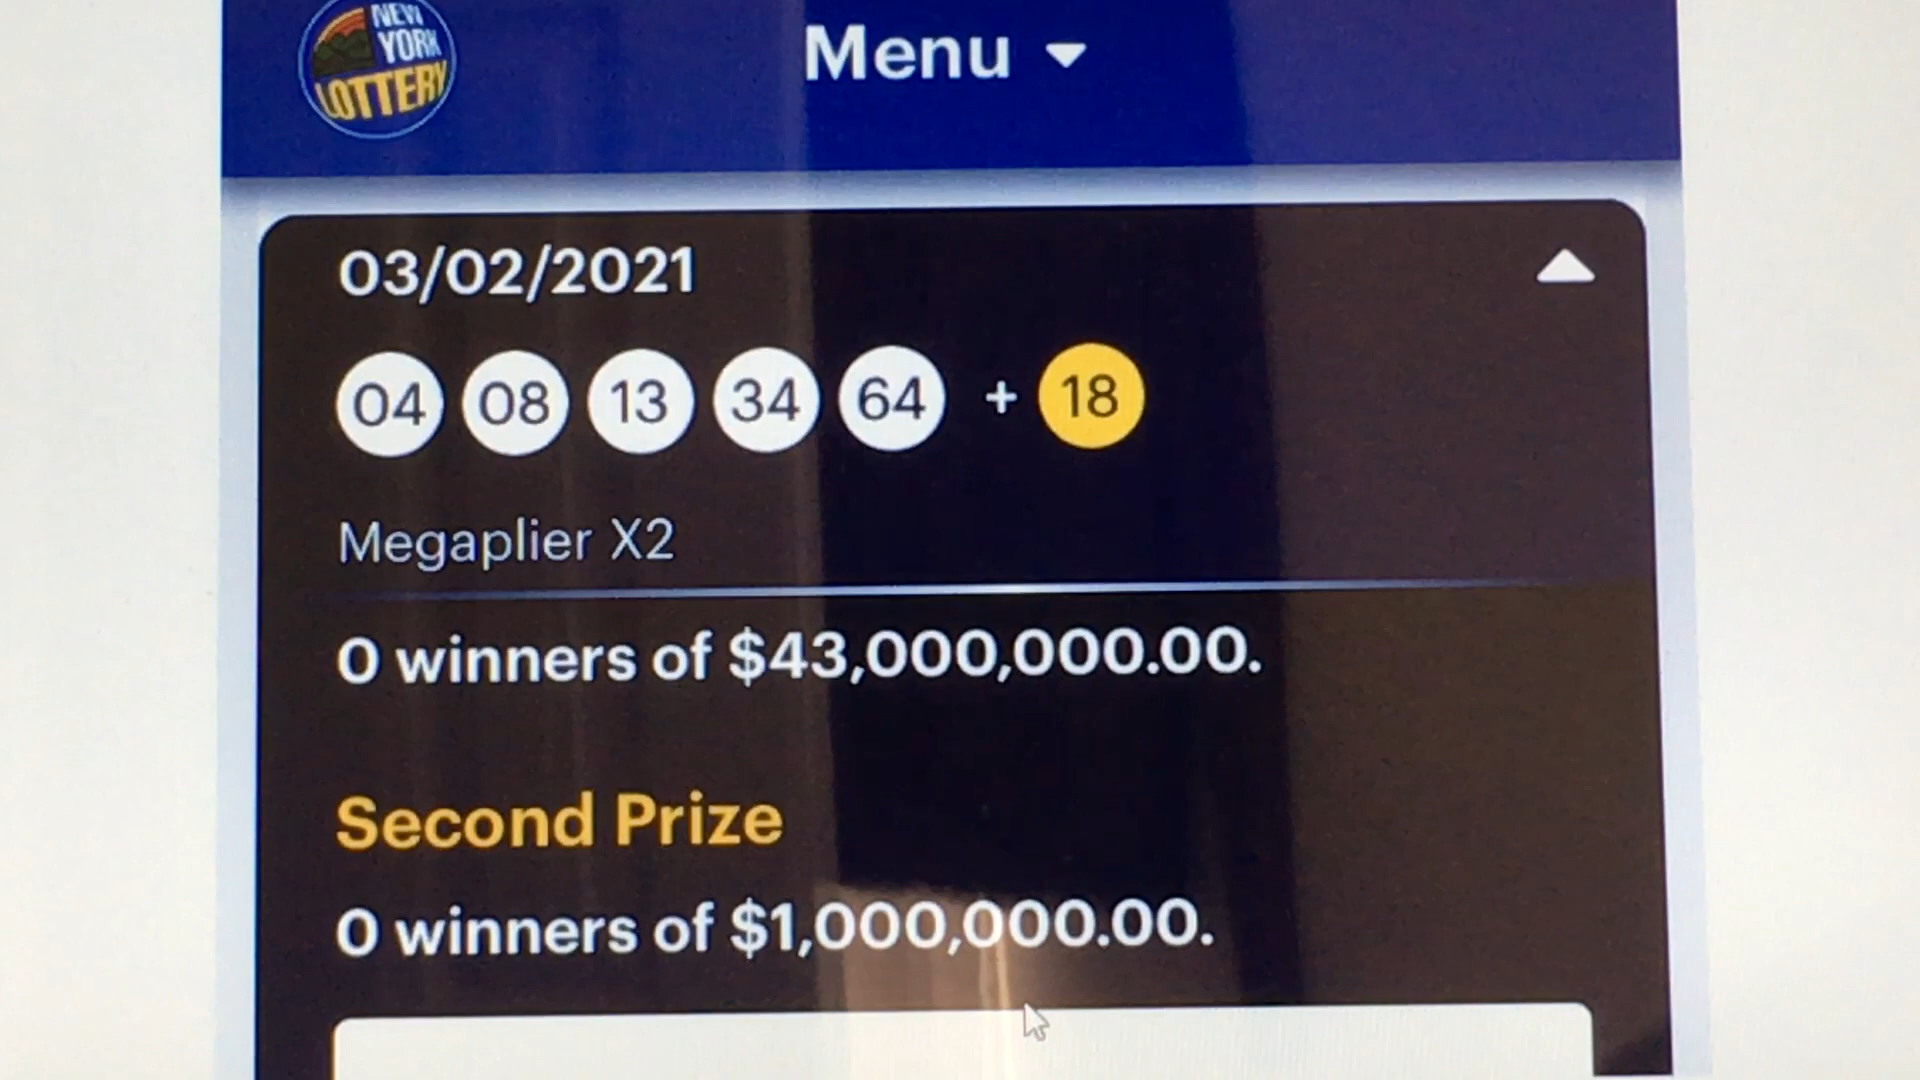 NEW
YORK
LOTTERY
Menu
03/02/2021
04 08 13 34 64 + 18
Megaplier X2
0 winners of $43,000,000.00.
Second Prize
0 winners of $1,000,000.00.